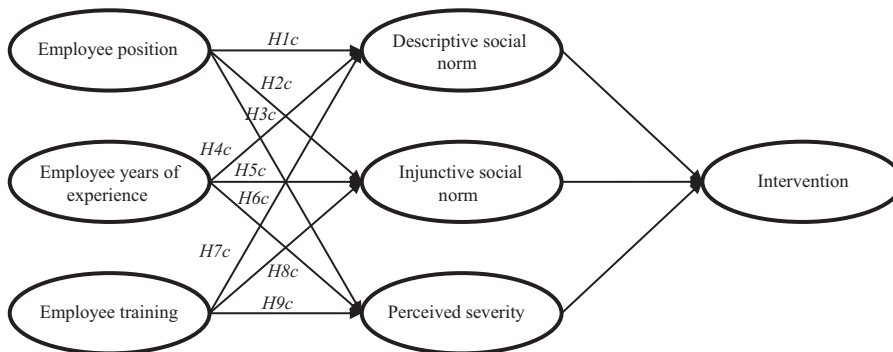 Employee position
H1c
Descriptive social
norm
H2c
H3c
H4c
Employee years of
experience
H5c
Injunctive social
norm
Intervention
H6c
H7c
H8c
Employee training
H9c
Perceived severity